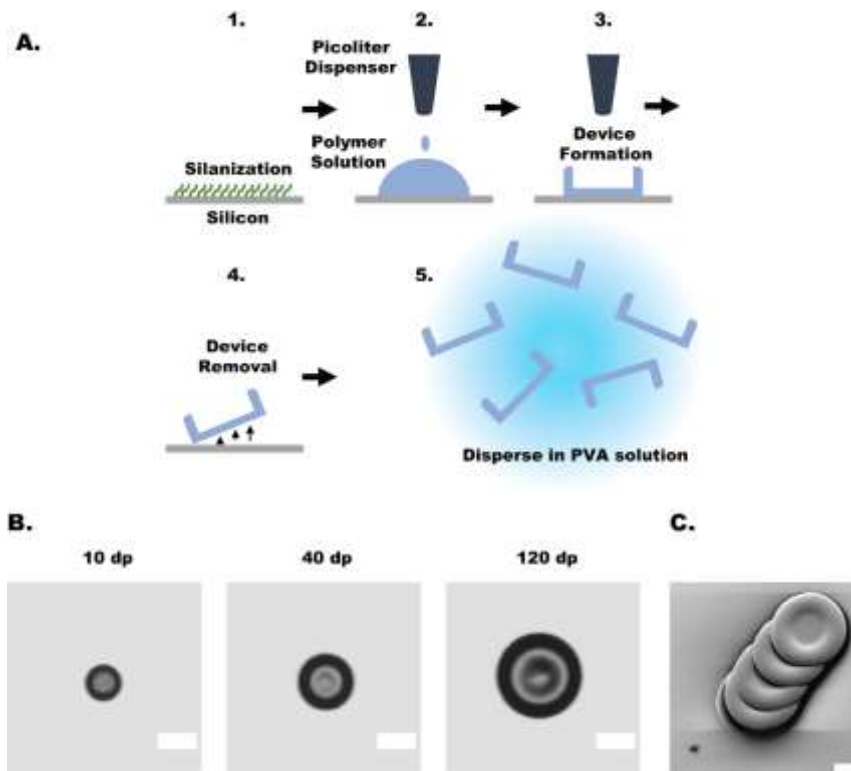 A.
1.
2.
3.
Picoliter
Dispenser
Polymer
Solution
Device
Formation
Silanization
Silicon
4.
5.
Device
Removal
Disperse in PVA solution
B.
C.
10 dp
40 dp
120 dp